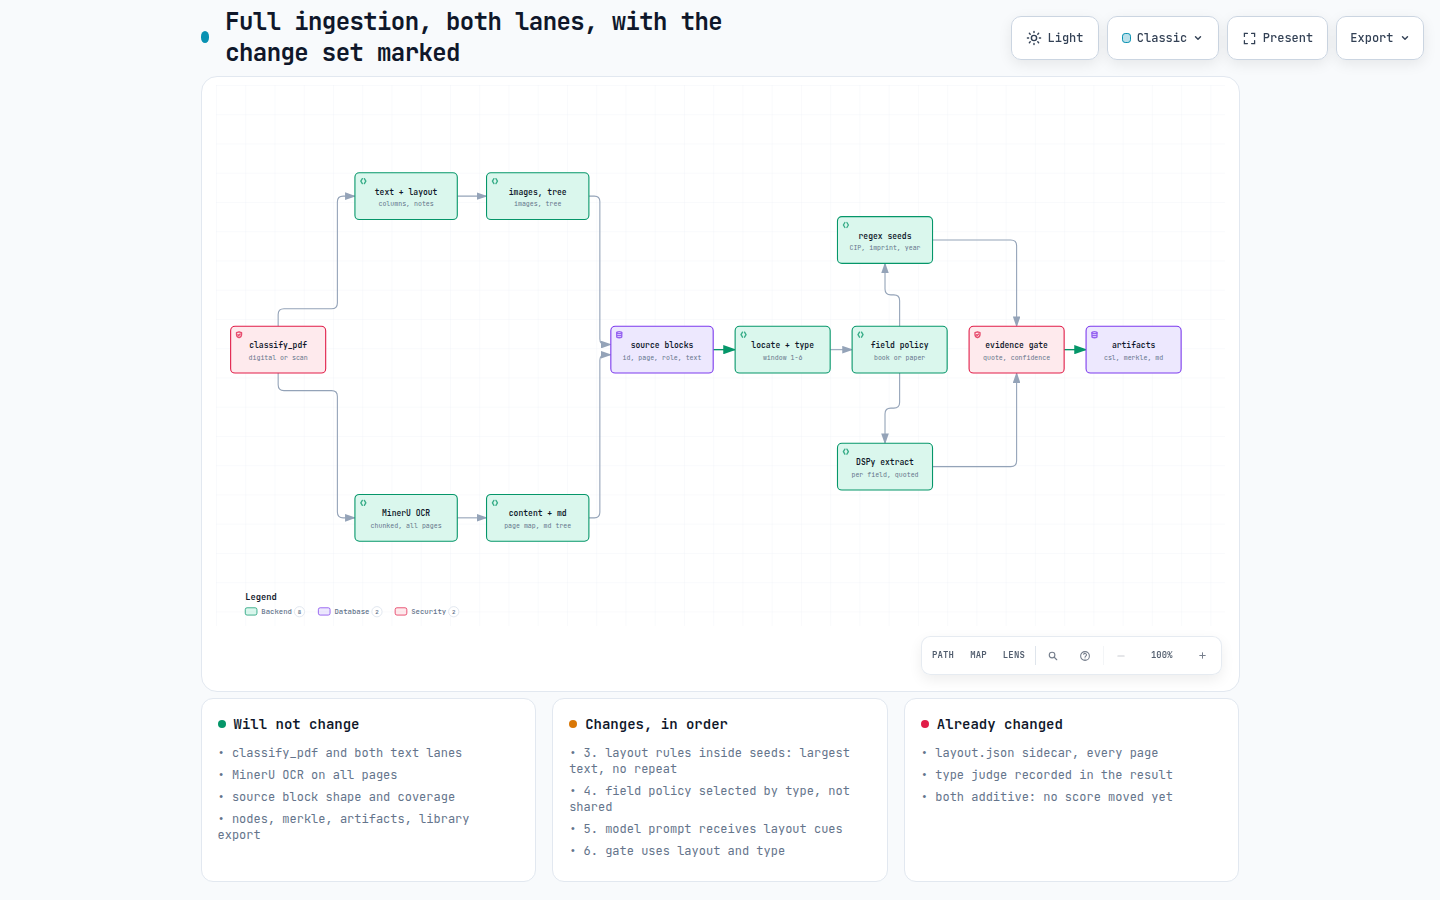 Full ingestion, both lanes, with the
change set marked
Light
Classic
Present
Export
text + layout
columns, notes
images, tree
images, tree
regex seeds
CIP, imprint, year
classify_pdf
digital or scan
source blocks
id, page, role, text
locate + type
window 1-6
field policy
book or paper
evidence gate
quote, confidence
artifacts
csl, merkle, md
DSPy extract
per field, quoted
MinerU OCR
chunked, all pages
content + md
page map, md tree
Legend
Backend 8
Database 2
Security 2
PATH
MAP
LENS
100%
Will not change
• classify_pdf and both text lanes
• MinerU OCR on all pages
• source block shape and coverage
• nodes, merkle, artifacts, library
export
Changes, in order
• 3. layout rules inside seeds: largest
text, no repeat
• 4. field policy selected by type, not
shared
• 5. model prompt receives layout cues
• 6. gate uses layout and type
Already changed
• layout.json sidecar, every page
• type judge recorded in the result
• both additive: no score moved yet